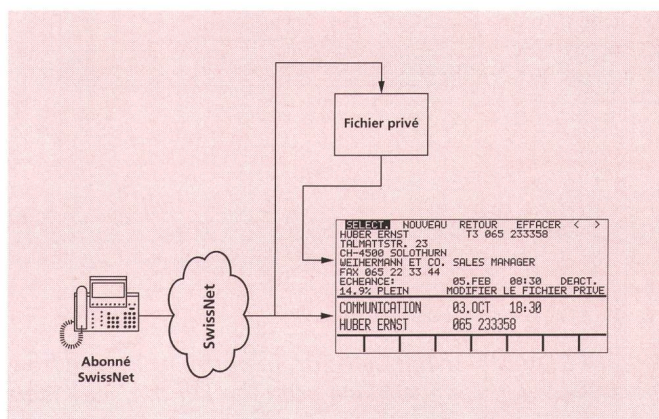 Fichier privé
SELECT. NOUVEAU RETOUR EFFACER < >
HUBER ERNST T3 065 233358
TALMATTSTR. 23
CH-4500 SOLOTHURN
WEIHERMANN ET CO. SALES MANAGER
FAX 065 22 33 44
ECHEANCE: 05.FEB 08:30 DEACT.
14.9% PLEIN MODIFIER LE FICHIER PRIVE
COMMUNICATION 03.OCT 18:30
HUBER ERNST 065 233358
SwissNet
Abonné
SwissNet